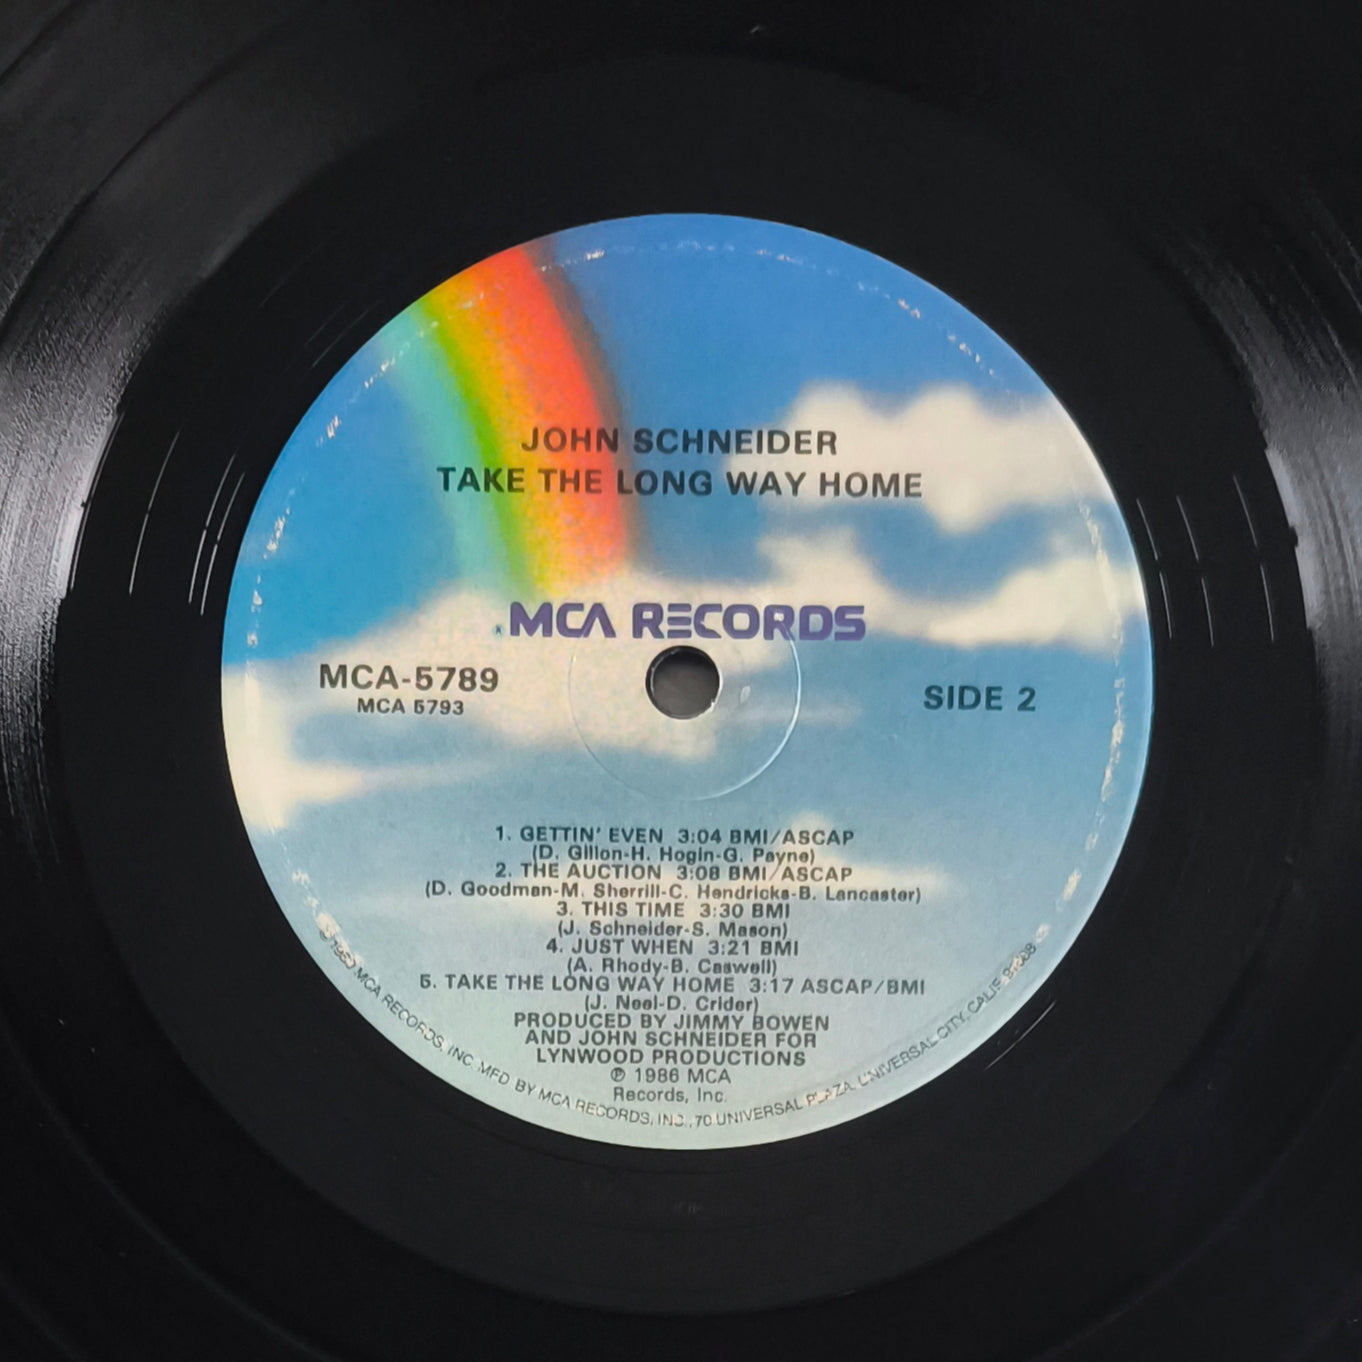 JOHN SCHNEIDER
TAKE THE LONG WAY HOME
MCA RECORDS
MCA-5789
MCA 5793
SIDE 2
1. GETTIN' EVEN 3:04 BMI/ASCAP
(D. Gillon-H. Hogin-G. Payne)
2. THE AUCTION 3:08 BMI/ASCAP
(D. Goodman-M. Sherrill-C. Hendricks-B. Lancaster)
3. THIS TIME 3:30 BMI
(J. Schneider-S. Mason)
4. JUST WHEN 3:21 BMI
(A. Rhody-B. Caswell)
5. TAKE THE LONG WAY HOME 3:17 ASCAP/BMI
(J. Neel-D. Crider)
PRODUCED BY JIMMY BOWEN
AND JOHN SCHNEIDER FOR
LYNWOOD PRODUCTIONS
℗ 1986 MCA
Records, Inc.
MCA RECORDS, INC. MFD BY MCA RECORDS, INC., 70 UNIVERSAL PLAZA, UNIVERSAL CITY, CALIF.